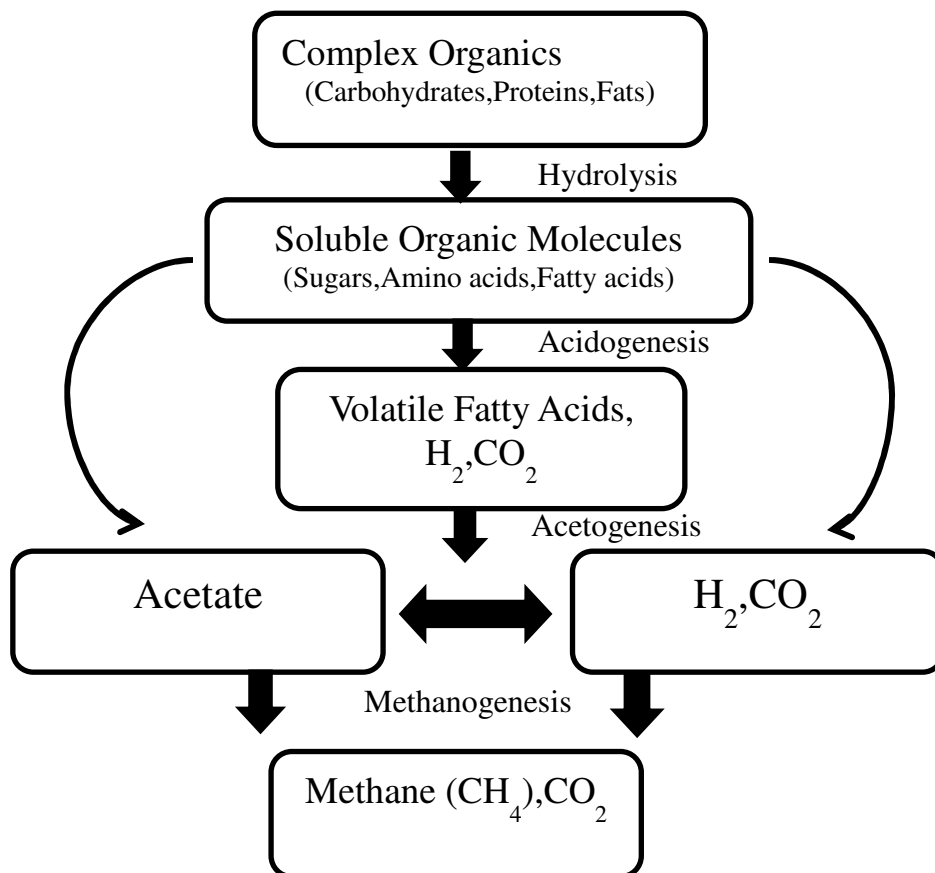 Complex Organics
(Carbohydrates,Proteins,Fats)
Hydrolysis
Soluble Organic Molecules
(Sugars,Amino acids,Fatty acids)
Acidogenesis
Volatile Fatty Acids,
H₂,CO₂
Acetogenesis
Acetate
H₂,CO₂
Methanogenesis
Methane (CH₄),CO₂